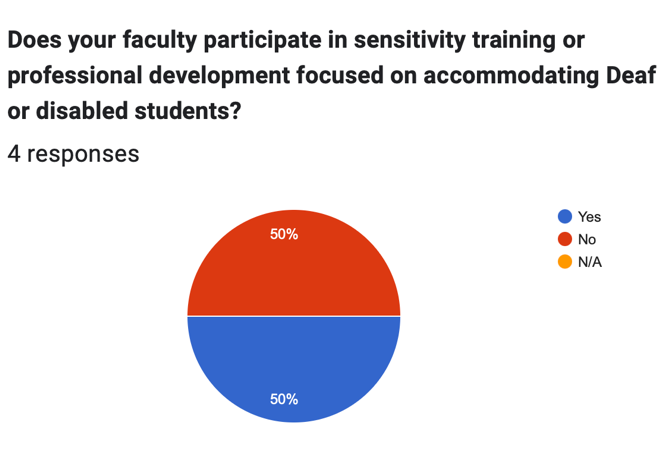 Does your faculty participate in sensitivity training or
professional development focused on accommodating Deaf
or disabled students?
4 responses
50%
50%
Yes
No
N/A